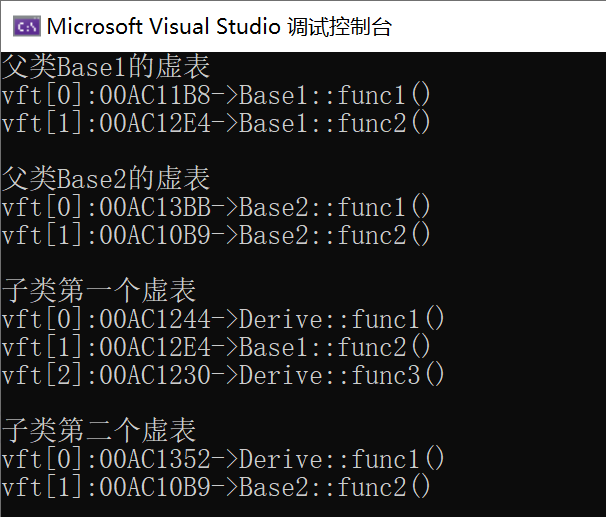 C:\
Microsoft Visual Studio 调试控制台
父类Base1的虚表
vft[0]:00AC11B8->Base1::func1()
vft[1]:00AC12E4->Base1::func2()
父类Base2的虚表
vft[0]:00AC13BB->Base2::func1()
vft[1]:00AC10B9->Base2::func2()
子类第一个虚表
vft[0]:00AC1244->Derive::func1()
vft[1]:00AC12E4->Base1::func2()
vft[2]:00AC1230->Derive::func3()
子类第二个虚表
vft[0]:00AC1352->Derive::func1()
vft[1]:00AC10B9->Base2::func2()